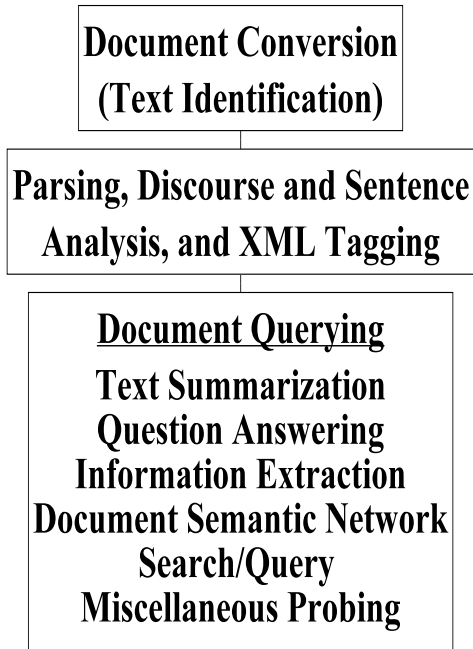 Document Conversion
(Text Identification)
Parsing, Discourse and Sentence
Analysis, and XML Tagging
Document Querying
Text Summarization
Question Answering
Information Extraction
Document Semantic Network
Search/Query
Miscellaneous Probing